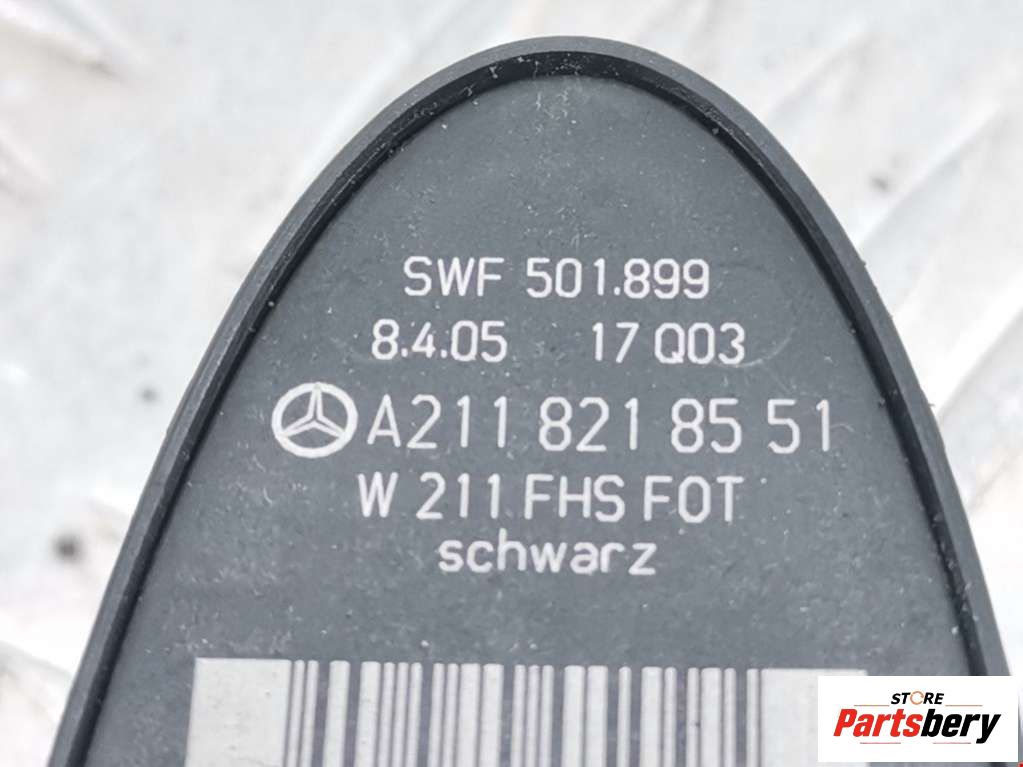 SWF 501.899
8.4.05 17 Q03
A211 821 85 51
W 211 FHS FOT
schwarz
STORE
Partsbery